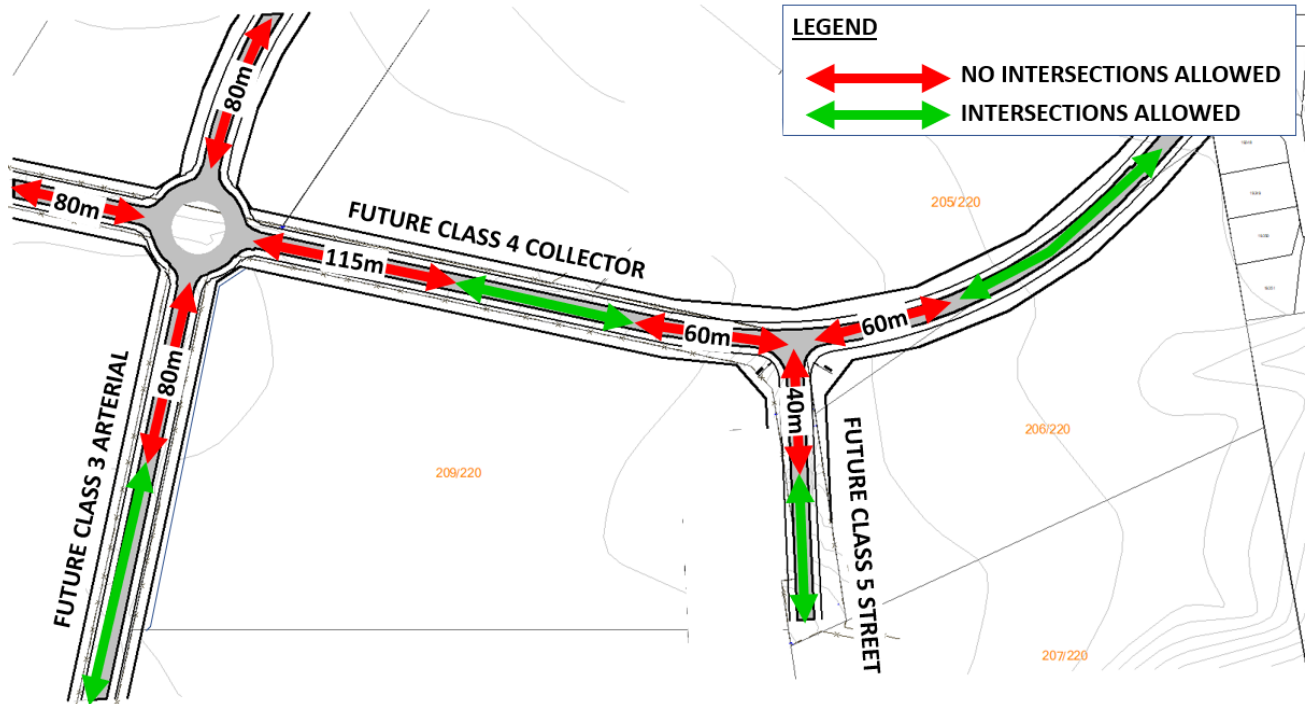 LEGEND
NO INTERSECTIONS ALLOWED
INTERSECTIONS ALLOWED
80m
80m
115m
FUTURE CLASS 4 COLLECTOR
205/220
60m
60m
80m
40m
FUTURE CLASS 3 ARTERIAL
209/220
206/220
FUTURE CLASS 5 STREET
207/220